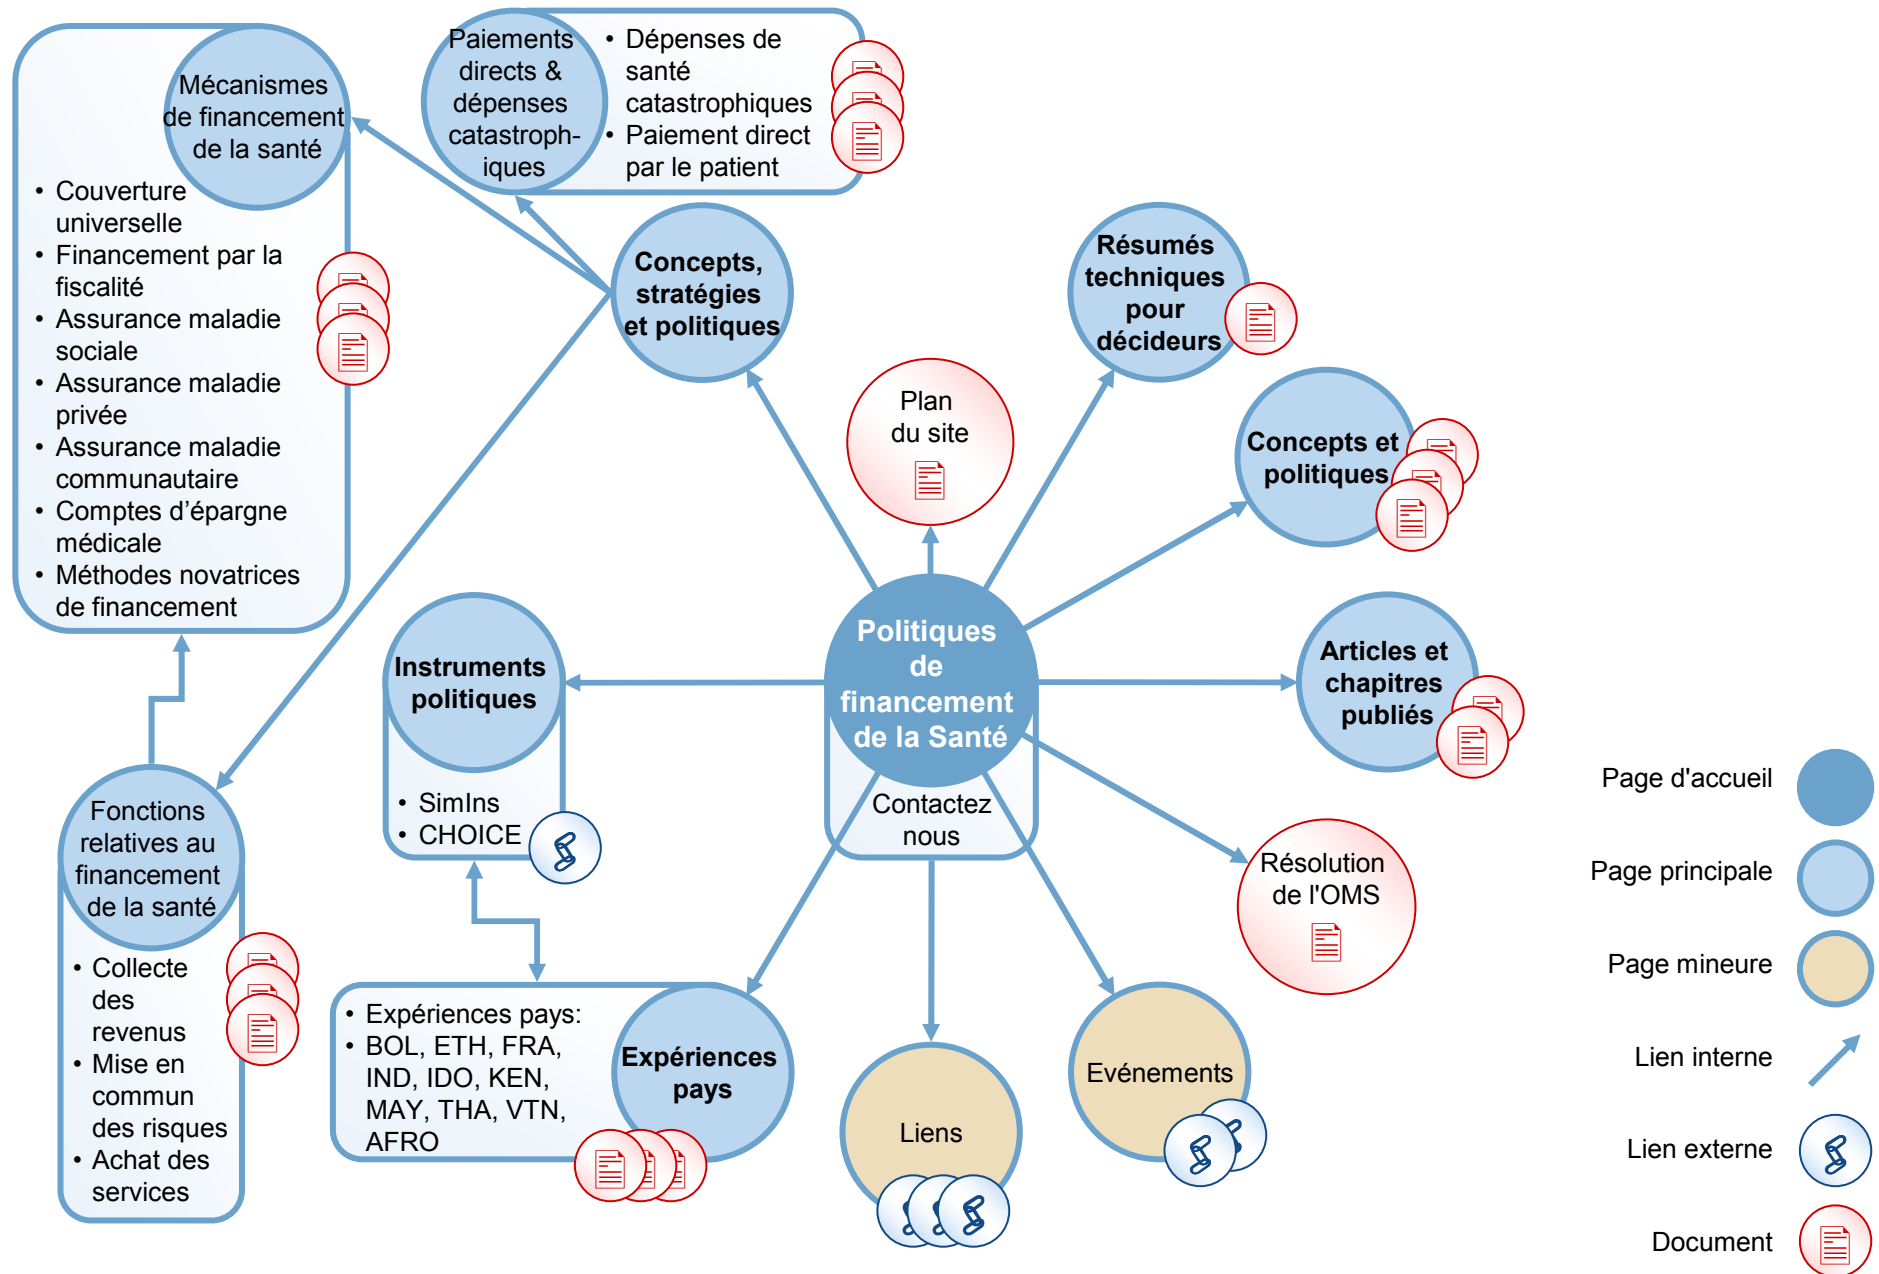 Mécanismes
de financement
de la santé
• Couverture
universelle
• Financement par la
fiscalité
• Assurance maladie
sociale
• Assurance maladie
privée
• Assurance maladie
communautaire
• Comptes d’épargne
médicale
• Méthodes novatrices
de financement
Paiements
directs &
dépenses
catastroph-
iques
• Dépenses de
santé
catastrophiques
• Paiement direct
par le patient
Concepts,
stratégies
et politiques
Résumés
techniques
pour
décideurs
Plan
du site
Concepts et
politiques
Politiques
de
financement
de la Santé
Contactez
nous
Instruments
politiques
• SimIns
• CHOICE
Articles et
chapitres
publiés
Fonctions
relatives au
financement
de la santé
• Collecte
des
revenus
• Mise en
commun
des risques
• Achat des
services
• Expériences pays:
• BOL, ETH, FRA,
IND, IDO, KEN,
MAY, THA, VTN,
AFRO
Expériences
pays
Liens
Evénements
Résolution
de l'OMS
Page d'accueil
Page principale
Page mineure
Lien interne
Lien externe
Document